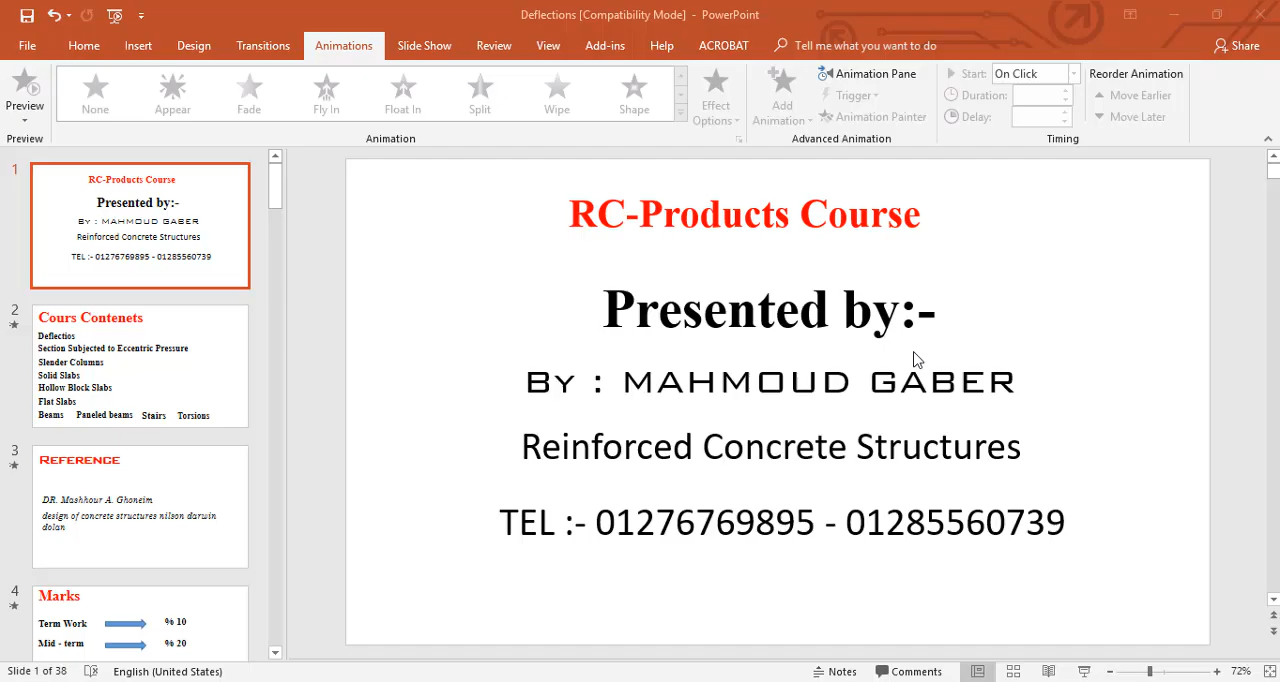 Deflections [Compatibility Mode] - PowerPoint
File Home Insert Design Transitions Animations Slide Show Review View Add-ins Help ACROBAT Tell me what you want to do Share
Preview
None Appear Fade Fly In Float In Split Wipe Shape
Effect Options
Add Animation
Animation Pane
Trigger
Animation Painter
Start: On Click
Duration:
Delay:
Reorder Animation
Move Earlier
Move Later
Preview Animation Advanced Animation Timing
1
RC-Products Course
Presented by:-
By : MAHMOUD GABER
Reinforced Concrete Structures
TEL :- 01276769895 - 01285560739
2
Cours Contenets
Deflectios
Section Subjected to Eccentric Pressure
Slender Columns
Solid Slabs
Hollow Block Slabs
Flat Slabs
Beams Paneled beams Stairs Torsions
3
Reference
DR. Mashhour A. Ghoneim
design of concrete structures nilson darwin
dolan
4
Marks
Term Work % 10
Mid - term % 20
RC-Products Course
Presented by:-
By : MAHMOUD GABER
Reinforced Concrete Structures
TEL :- 01276769895 - 01285560739
Slide 1 of 38 English (United States) Notes Comments 72%